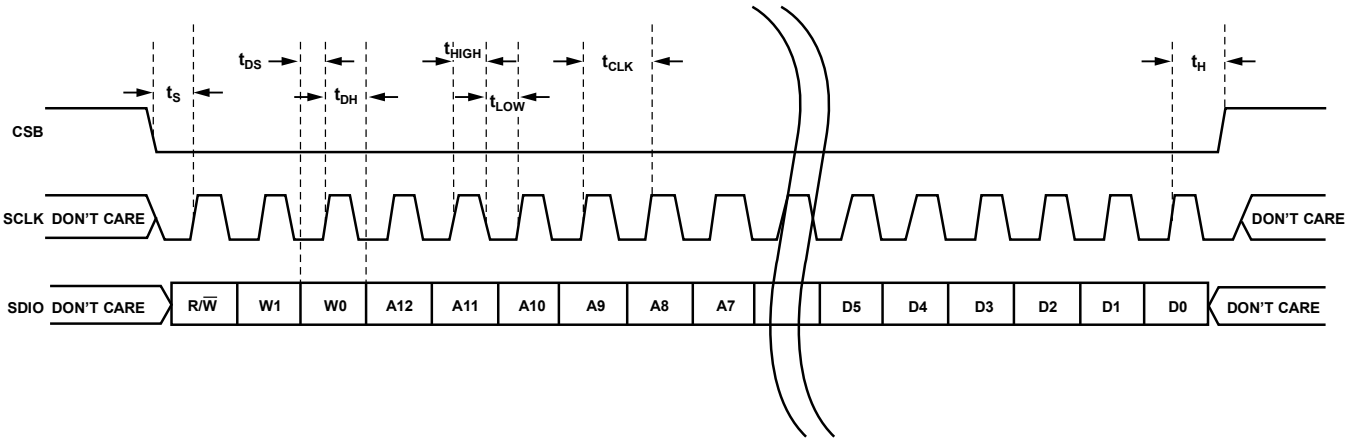 tHIGH
tDS
tCLK
tH
tS
tDH
tLOW
CSB
SCLK DON'T CARE
DON'T CARE
SDIO DON'T CARE R/W̅ W1 W0 A12 A11 A10 A9 A8 A7 D5 D4 D3 D2 D1 D0 DON'T CARE